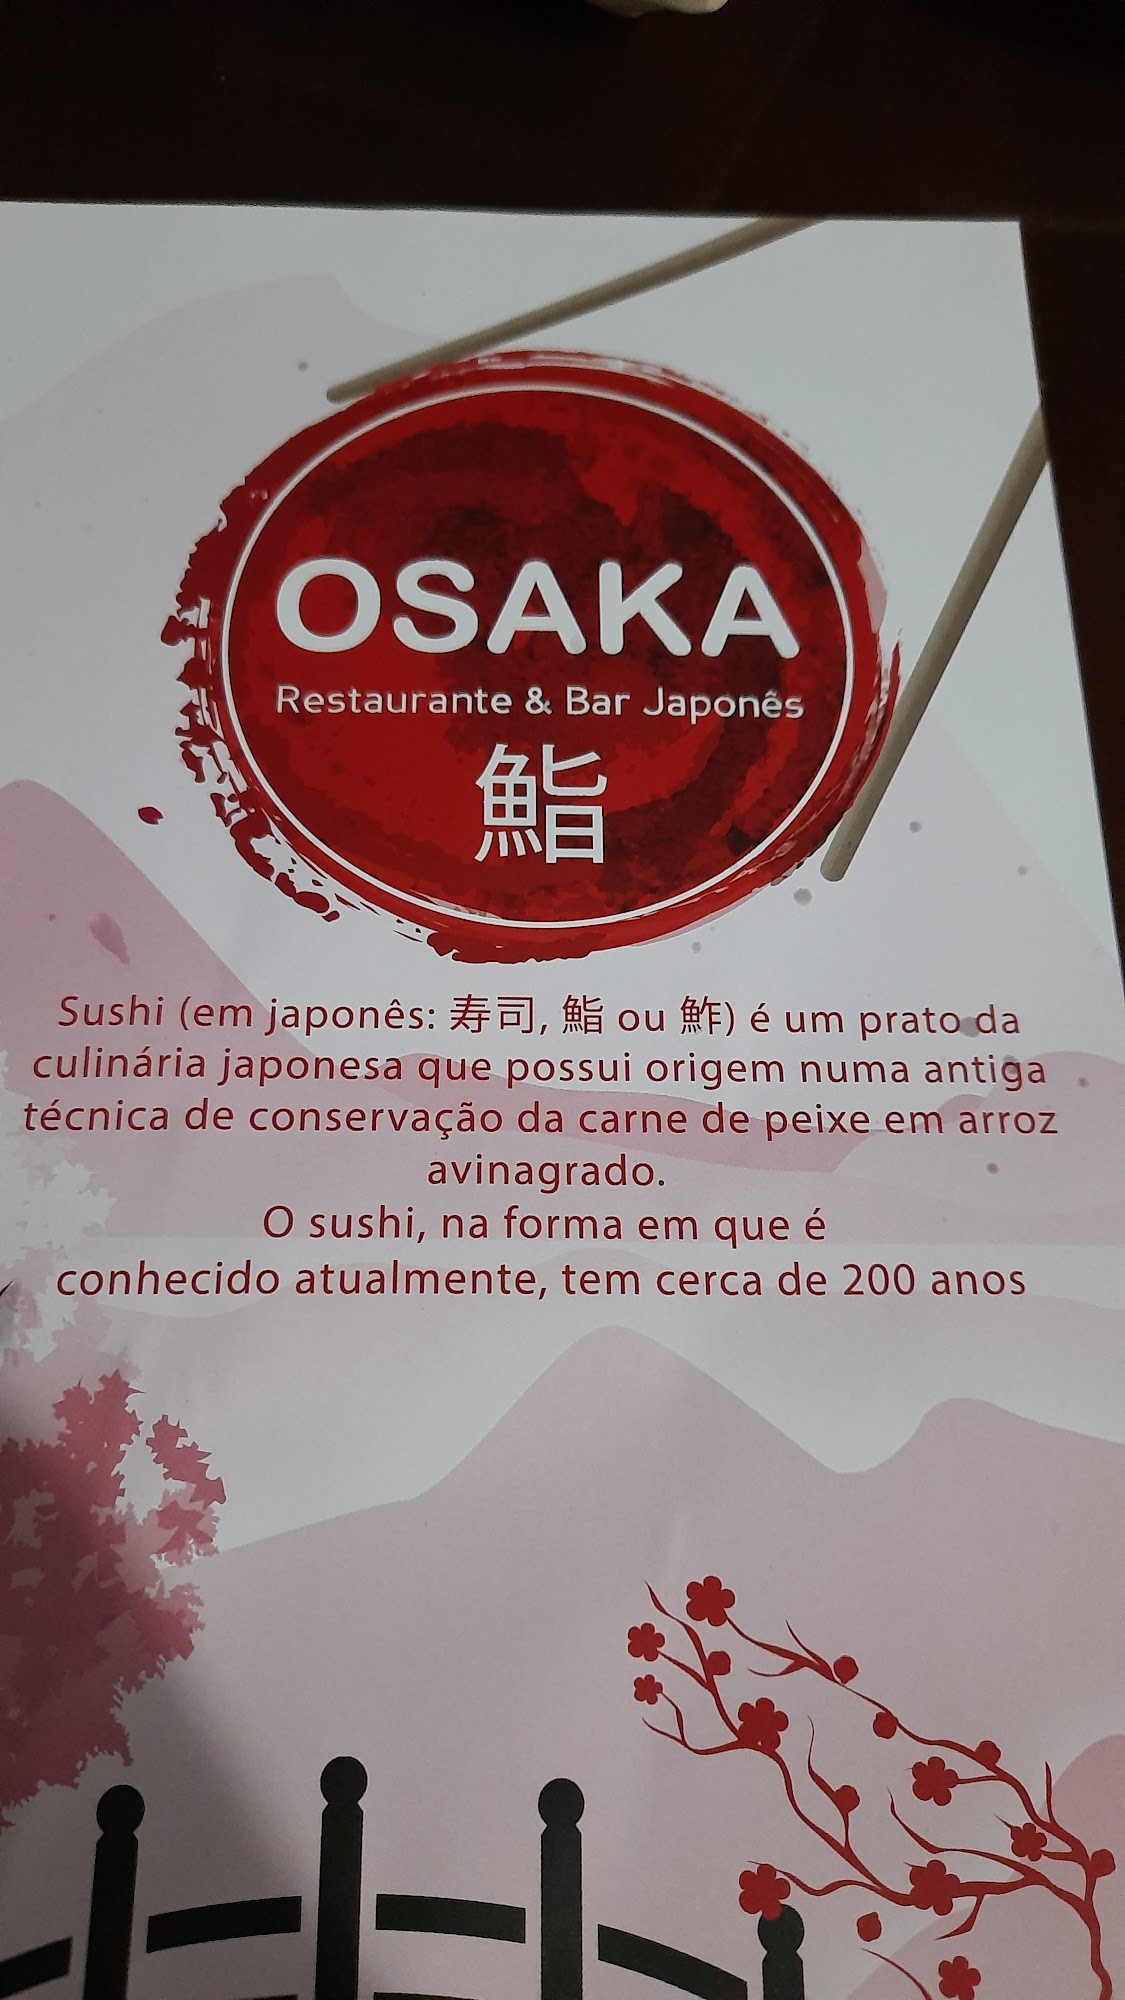 OSAKA
Restaurante & Bar Japonês
鮨
Sushi (em japonês: 寿司, 鮨 ou 鮓) é um prato da
culinária japonesa que possui origem numa antiga
técnica de conservação da carne de peixe em arroz
avinagrado.
O sushi, na forma em que é
conhecido atualmente, tem cerca de 200 anos